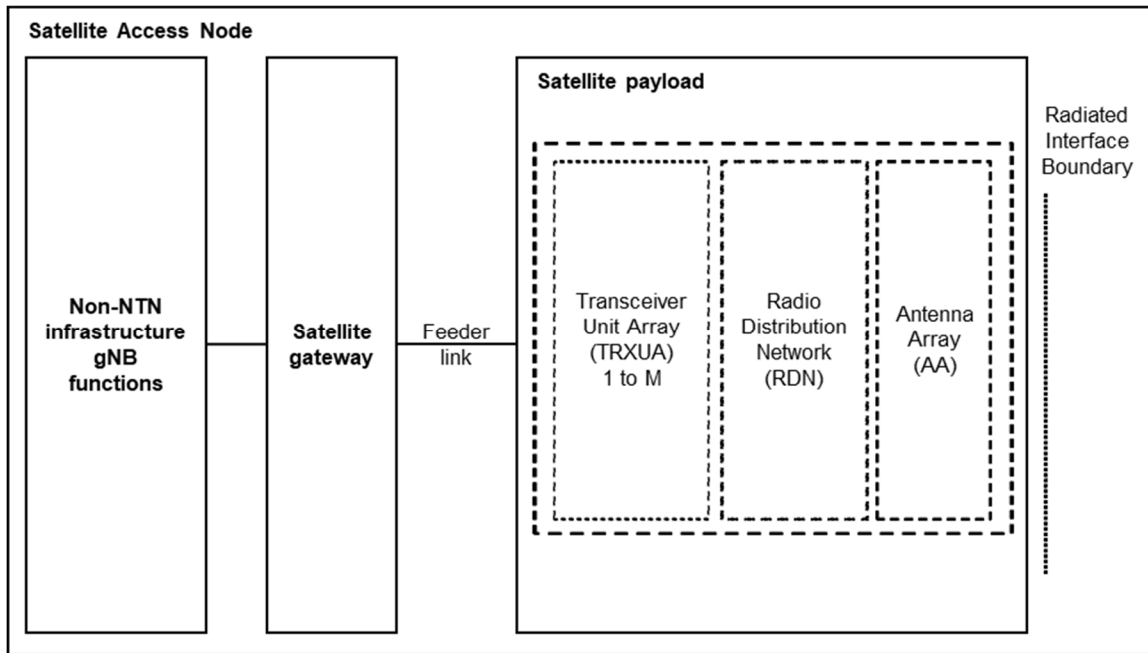 Satellite Access Node
Non-NTN
infrastructure
gNB
functions
Satellite
gateway
Feeder
link
Satellite payload
Transceiver
Unit Array
(TRXUA)
1 to M
Radio
Distribution
Network
(RDN)
Antenna
Array
(AA)
Radiated
Interface
Boundary